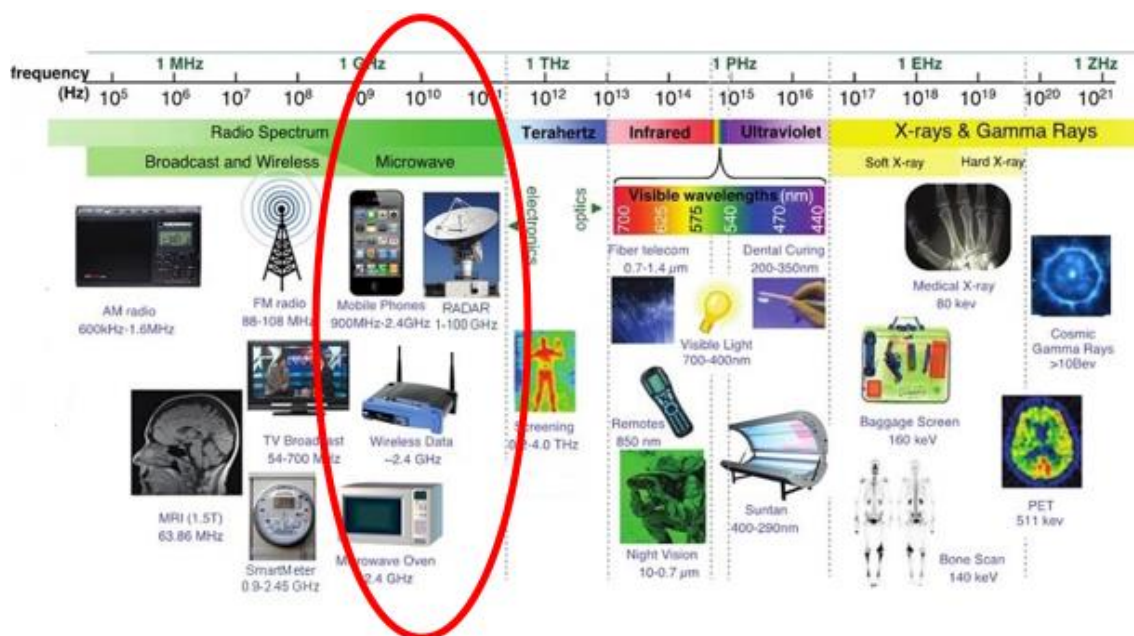 1 MHz 1 GHz 1 THz 1 PHz 1 EHz 1 ZHz
frequency
(Hz) 10⁵ 10⁶ 10⁷ 10⁸ 10⁹ 10¹⁰ 10¹¹ 10¹² 10¹³ 10¹⁴ 10¹⁵ 10¹⁶ 10¹⁷ 10¹⁸ 10¹⁹ 10²⁰ 10²¹
Radio Spectrum Terahertz Infrared Ultraviolet X-rays & Gamma Rays
Broadcast and Wireless Microwave Soft X-ray Hard X-ray
electronics
optics
Visible wavelengths (nm)
700 625 575 540 470 440
AM radio
600kHz-1.6MHz
FM radio
88-108 MHz
Mobile Phones
900MHz-2.4GHz
RADAR
1-100 GHz
Fiber telecom
0.7-1.4 μm
Dental Curing
200-350nm
Medical X-ray
80 kev
Cosmic
Gamma Rays
>10Bev
Visible Light
700-400nm
MRI (1.5T)
63.86 MHz
TV Broadcast
54-700 MHz
Wireless Data
~2.4 GHz
Screening
THz
Remotes
850 nm
Suntan
400-290nm
Baggage Screen
160 keV
PET
511 kev
SmartMeter
0.9-2.45 GHz
Microwave Oven
2.4 GHz
Night Vision
10-0.7 μm
Bone Scan
140 keV